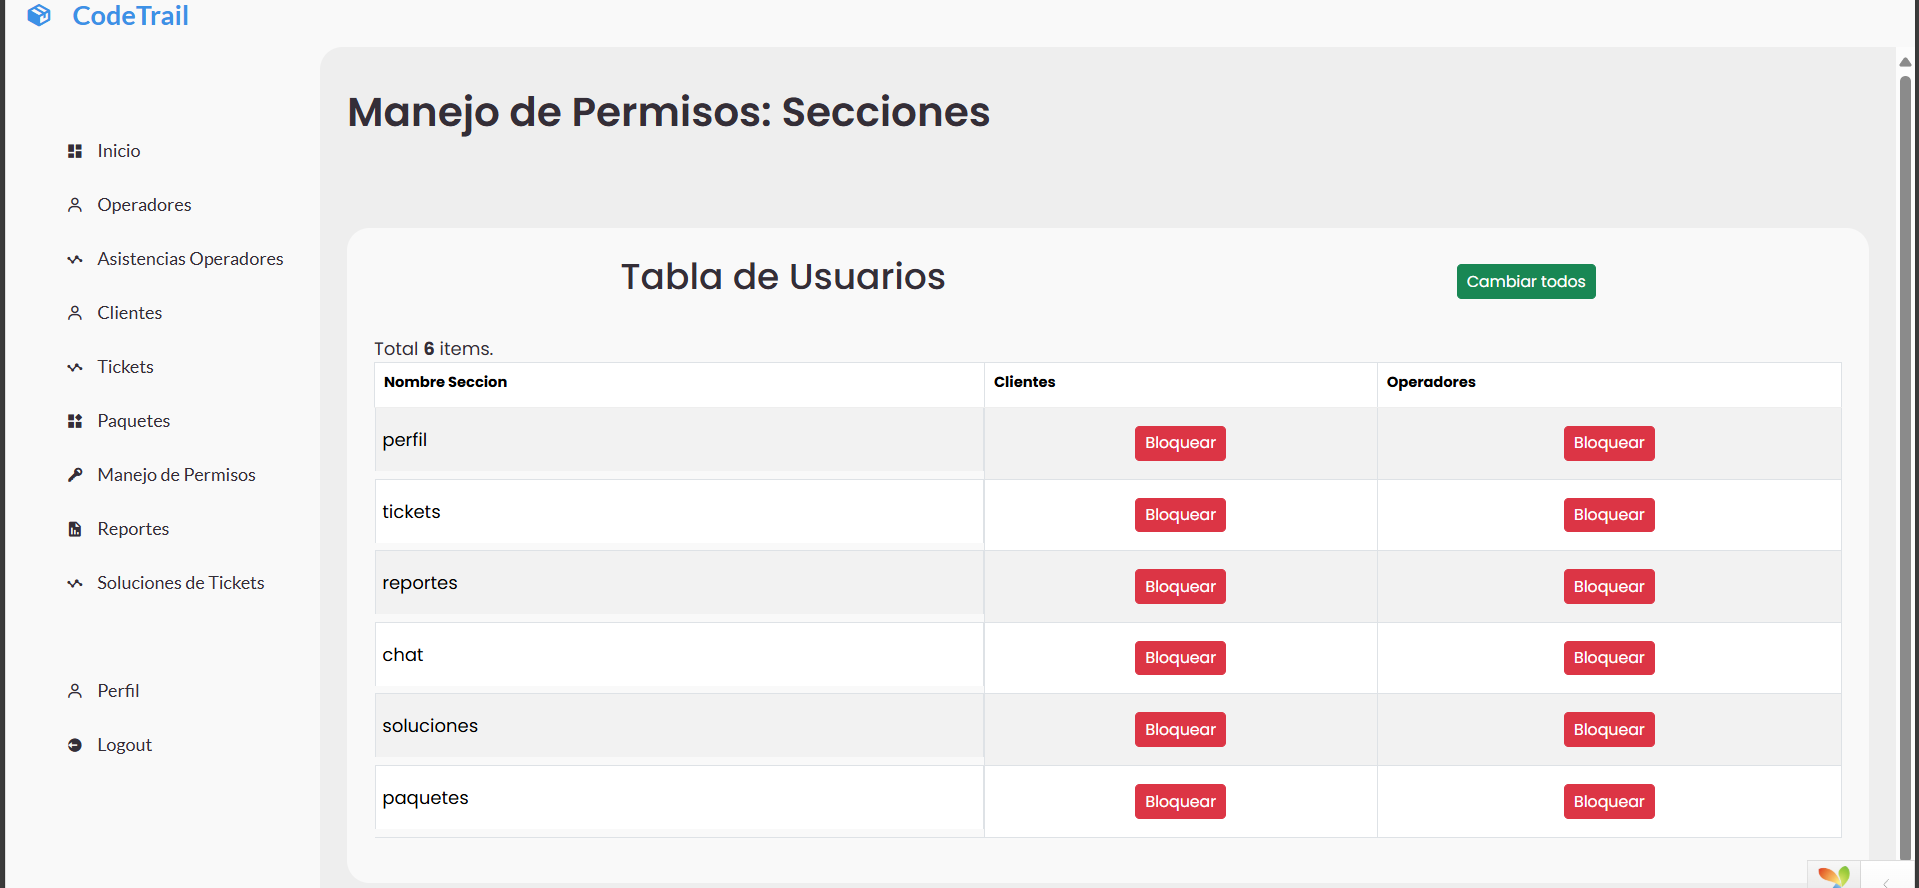 CodeTrail
Inicio
Operadores
Asistencias Operadores
Clientes
Tickets
Paquetes
Manejo de Permisos
Reportes
Soluciones de Tickets
Perfil
Logout
Manejo de Permisos: Secciones
Tabla de Usuarios
Cambiar todos
Total 6 items.
Nombre Seccion Clientes Operadores
perfil Bloquear Bloquear
tickets Bloquear Bloquear
reportes Bloquear Bloquear
chat Bloquear Bloquear
soluciones Bloquear Bloquear
paquetes Bloquear Bloquear